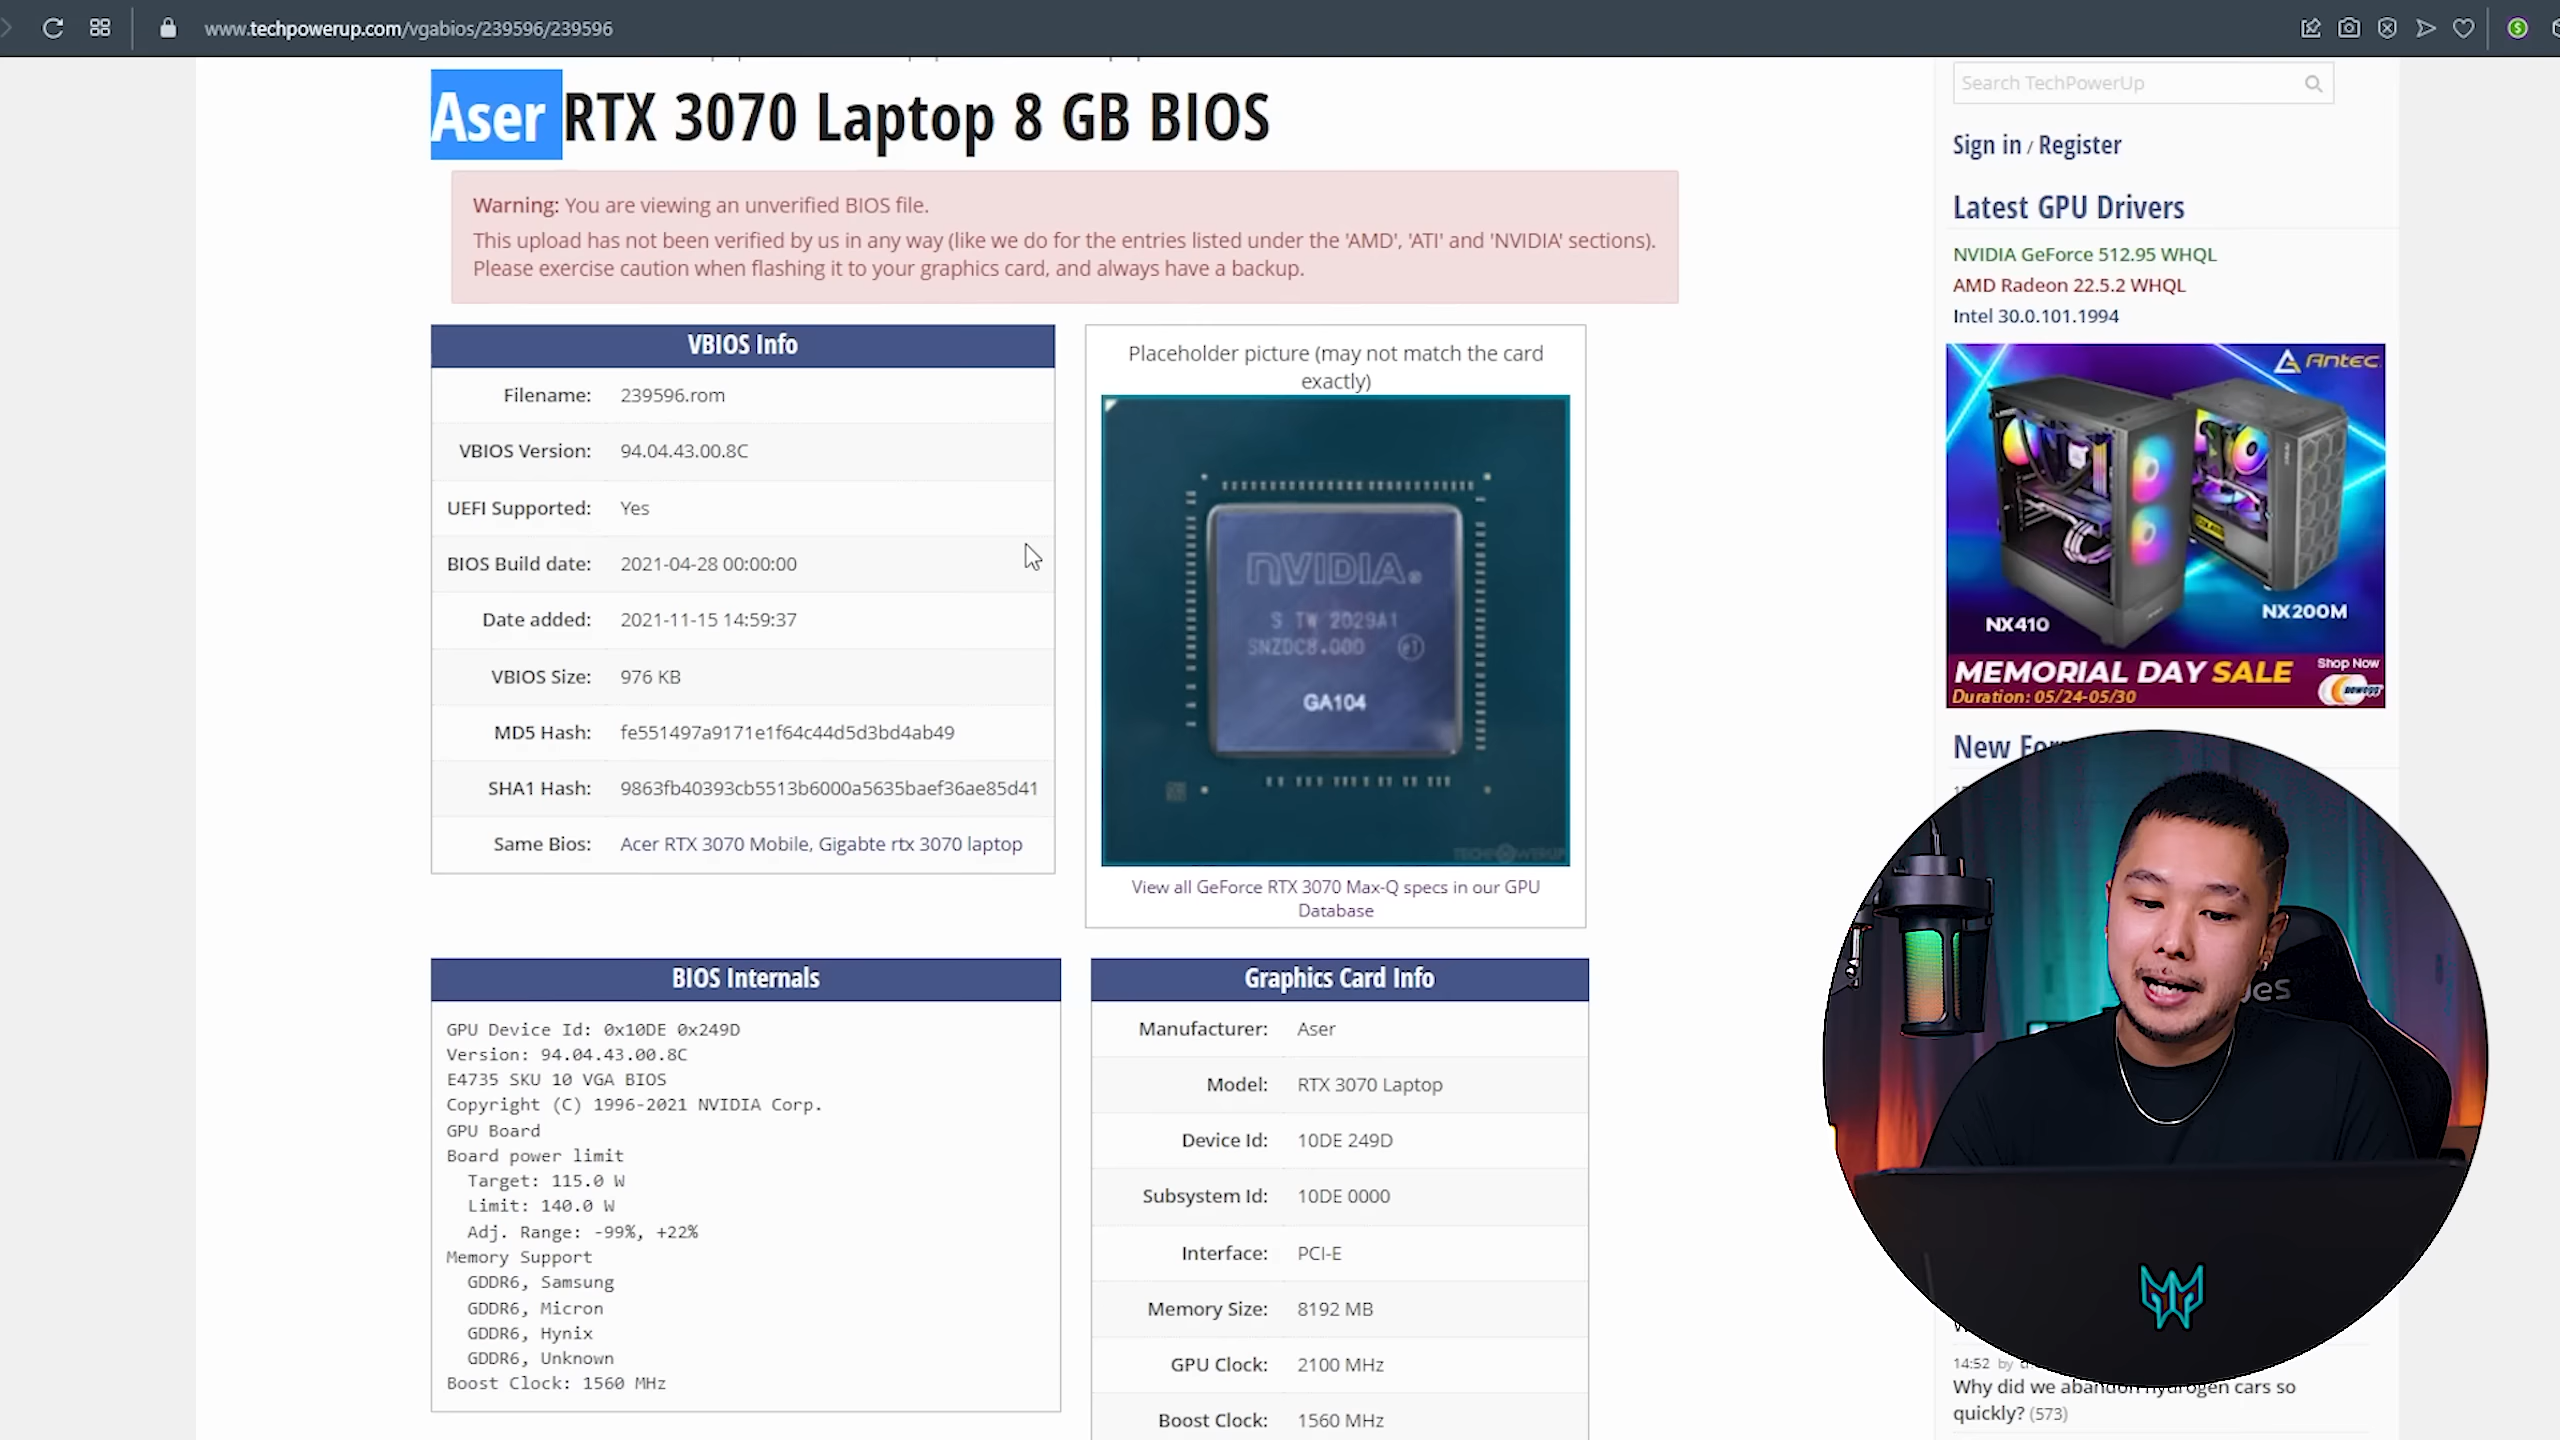 www.techpowerup.com/vgabios/239596/239596
Aser RTX 3070 Laptop 8 GB BIOS
Warning: You are viewing an unverified BIOS file.
This upload has not been verified by us in any way (like we do for the entries listed under the 'AMD', 'ATI' and 'NVIDIA' sections).
Please exercise caution when flashing it to your graphics card, and always have a backup.
VBIOS Info
Filename: 239596.rom
VBIOS Version: 94.04.43.00.8C
UEFI Supported: Yes
BIOS Build date: 2021-04-28 00:00:00
Date added: 2021-11-15 14:59:37
VBIOS Size: 976 KB
MD5 Hash: fe551497a9171e1f64c44d5d3bd4ab49
SHA1 Hash: 9863fb40393cb5513b6000a5635baef36ae85d41
Same Bios: Acer RTX 3070 Mobile, Gigabte rtx 3070 laptop
Placeholder picture (may not match the card
exactly)
NVIDIA
S TW 2029A1
SNZDC8.000 e1
GA104
TECHPOWERUP
View all GeForce RTX 3070 Max-Q specs in our GPU
Database
BIOS Internals
GPU Device Id: 0x10DE 0x249D
Version: 94.04.43.00.8C
E4735 SKU 10 VGA BIOS
Copyright (C) 1996-2021 NVIDIA Corp.
GPU Board
Board power limit
Target: 115.0 W
Limit: 140.0 W
Adj. Range: -99%, +22%
Memory Support
GDDR6, Samsung
GDDR6, Micron
GDDR6, Hynix
GDDR6, Unknown
Boost Clock: 1560 MHz
Graphics Card Info
Manufacturer: Aser
Model: RTX 3070 Laptop
Device Id: 10DE 249D
Subsystem Id: 10DE 0000
Interface: PCI-E
Memory Size: 8192 MB
GPU Clock: 2100 MHz
Boost Clock: 1560 MHz
Search TechPowerUp
Sign in / Register
Latest GPU Drivers
NVIDIA GeForce 512.95 WHQL
AMD Radeon 22.5.2 WHQL
Intel 30.0.101.1994
Antec
NX410
NX200M
MEMORIAL DAY SALE
Duration: 05/24-05/30
Shop Now
newegg
New
14:52 by
Why did we abandon hydrogen cars so
quickly? (573)